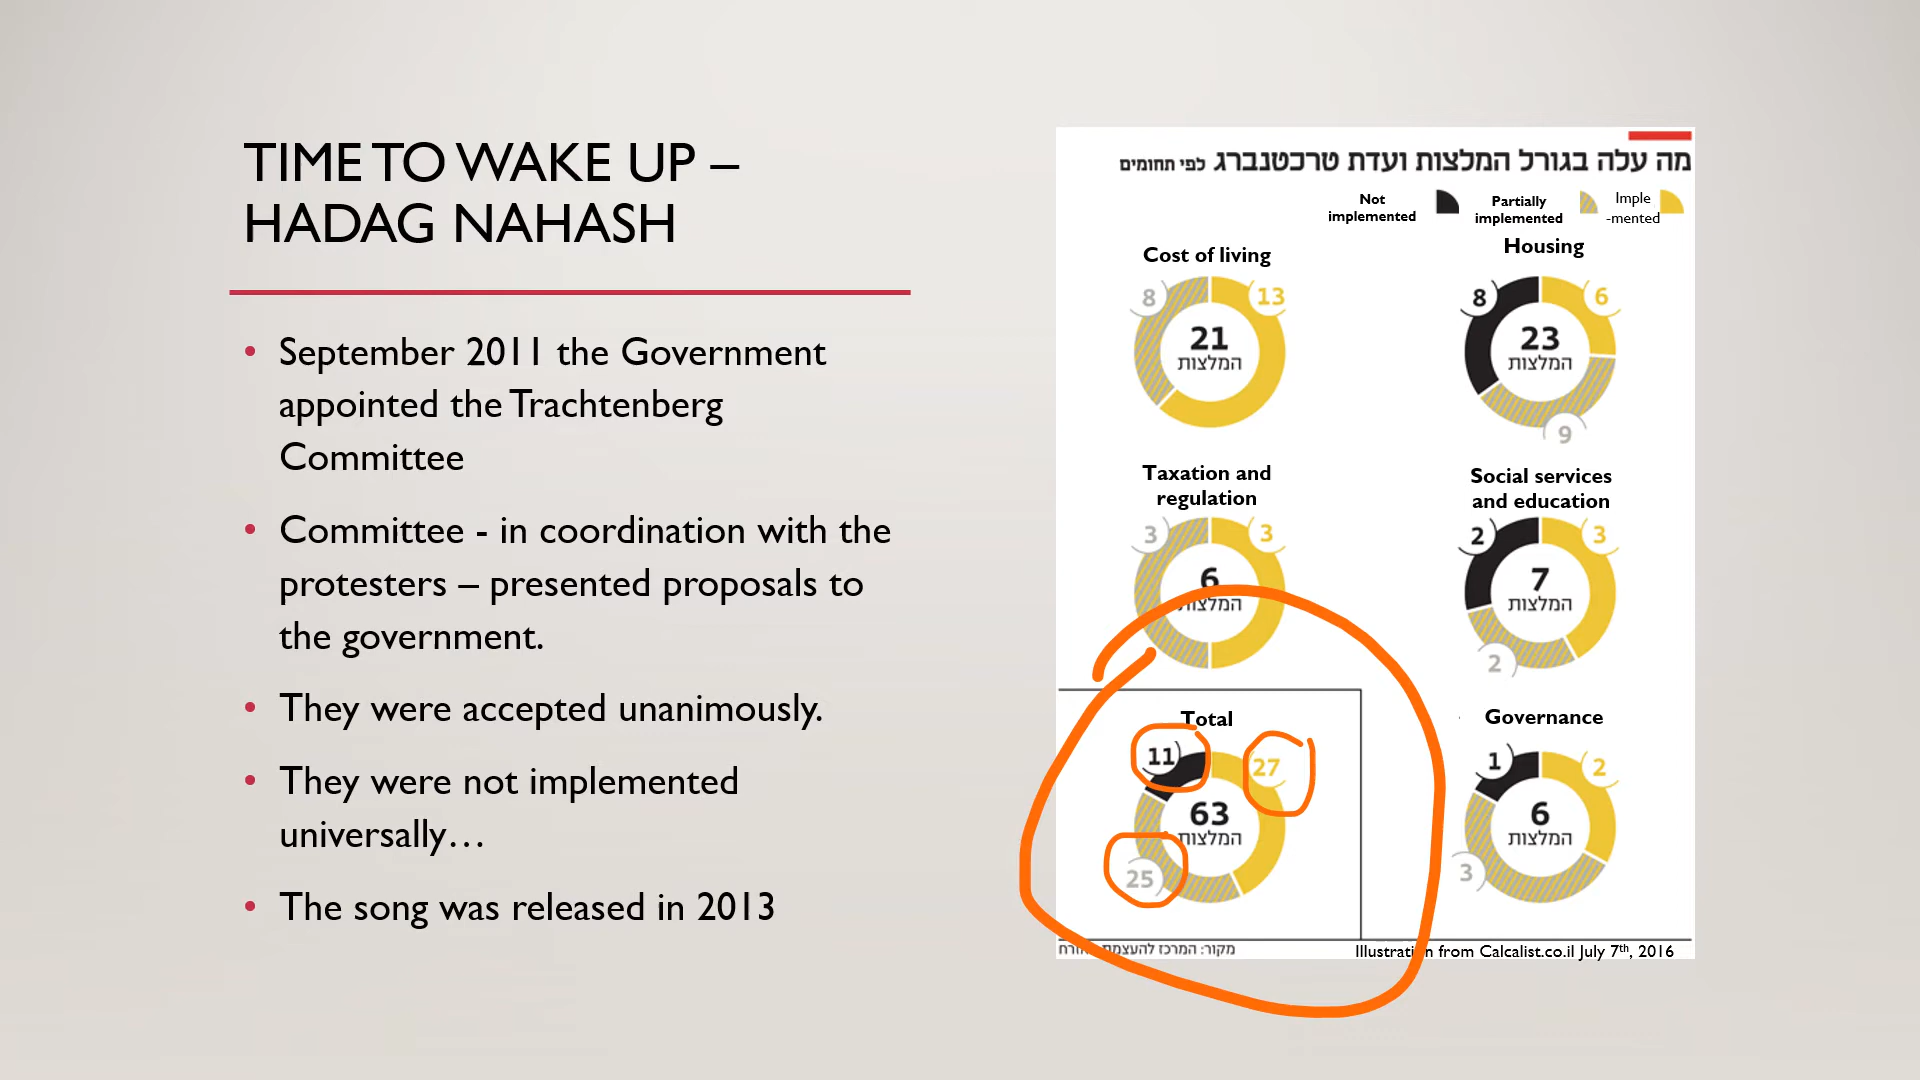 TIME TO WAKE UP –
HADAG NAHASH
• September 2011 the Government
appointed the Trachtenberg
Committee
• Committee - in coordination with the
protesters – presented proposals to
the government.
• They were accepted unanimously.
• They were not implemented
universally…
• The song was released in 2013
מה עלה בגורל המלצות ועדת טרכטנברג לפי תחומים
Not
implemented
Partially
implemented
Imple
-mented
Cost of living
8
13
21
המלצות
Housing
8
6
23
המלצות
9
Taxation and
regulation
3
3
6
המלצות
Social services
and education
2
3
7
המלצות
2
Total
11
27
63
המלצות
25
Governance
1
2
6
המלצות
3
מקור: המרכז להעצמת
Illustration from Calcalist.co.il July 7th, 2016